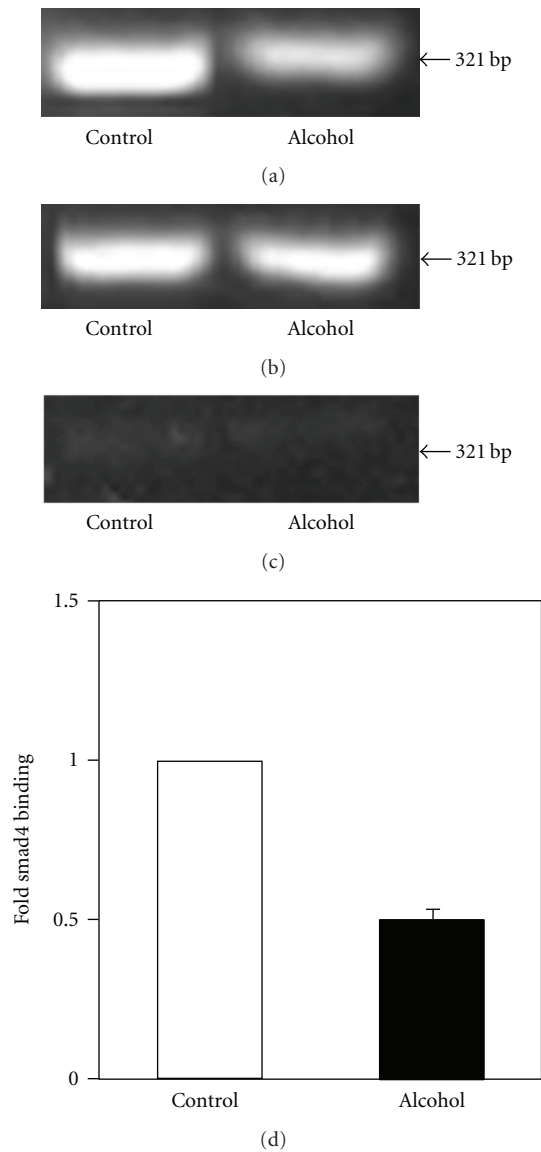 321 bp
Control Alcohol
(a)
321 bp
Control Alcohol
(b)
321 bp
Control Alcohol
(c)
1.5
1
0.5
0
Fold smad4 binding
Control Alcohol
(d)